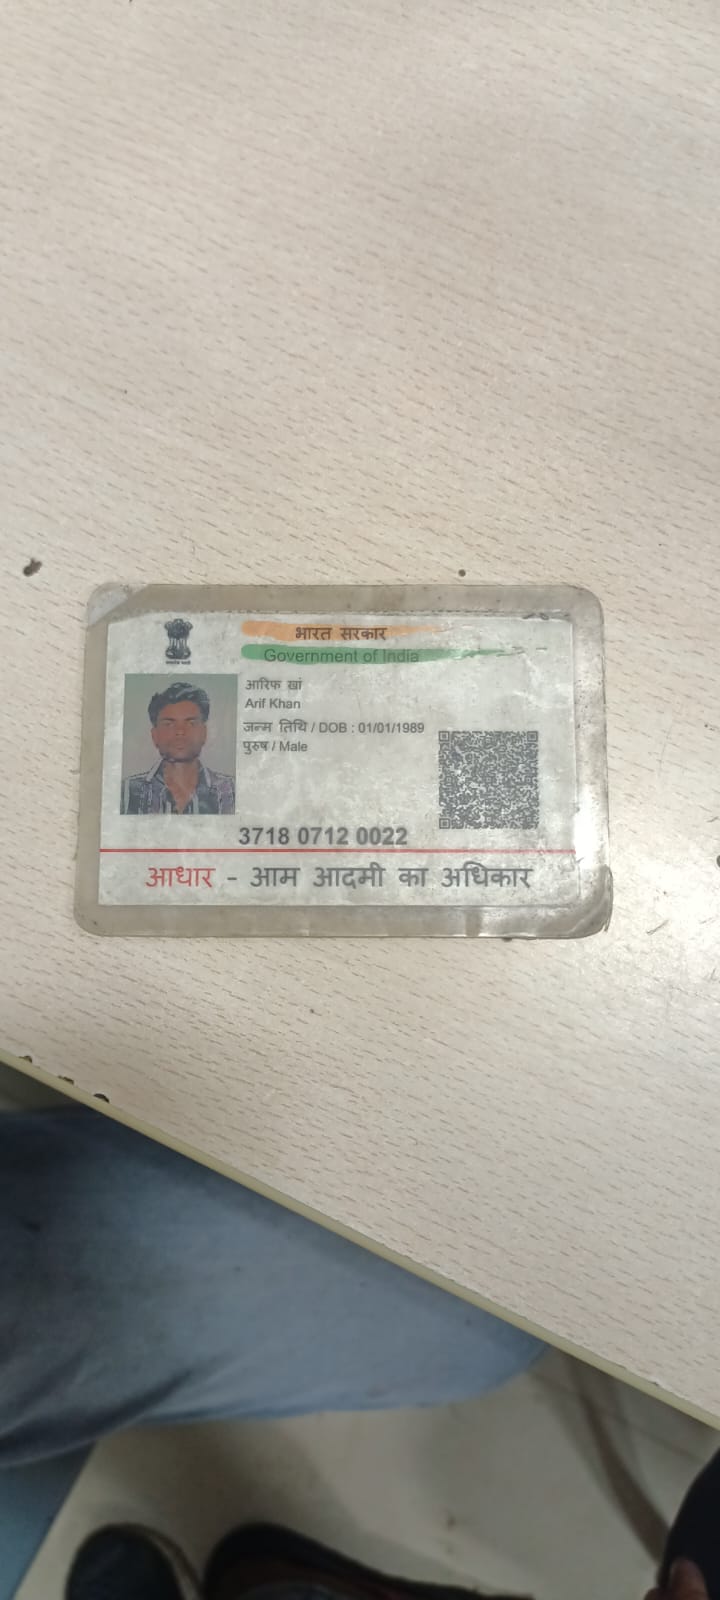 भारत सरकार
Government of India
आरिफ खां
Arif Khan
जन्म तिथि / DOB : 01/01/1989
पुरुष / Male
3718 0712 0022
आधार - आम आदमी का अधिकार